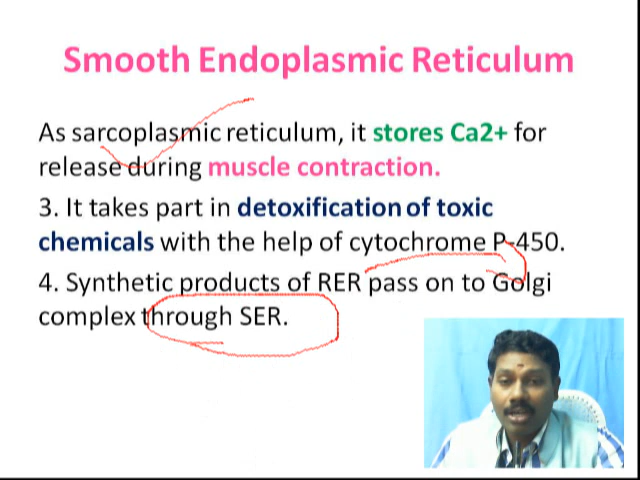 Smooth Endoplasmic Reticulum
As sarcoplasmic reticulum, it stores Ca2+ for
release during muscle contraction.
3. It takes part in detoxification of toxic
chemicals with the help of cytochrome P-450.
4. Synthetic products of RER pass on to Golgi
complex through SER.